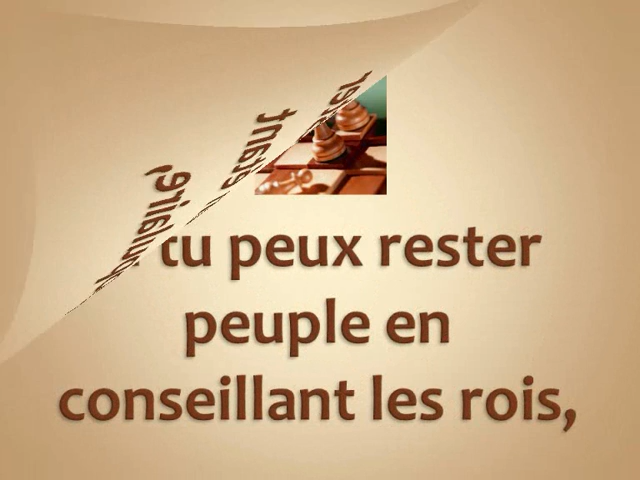 tu peux rester
peuple en
conseillant les rois,